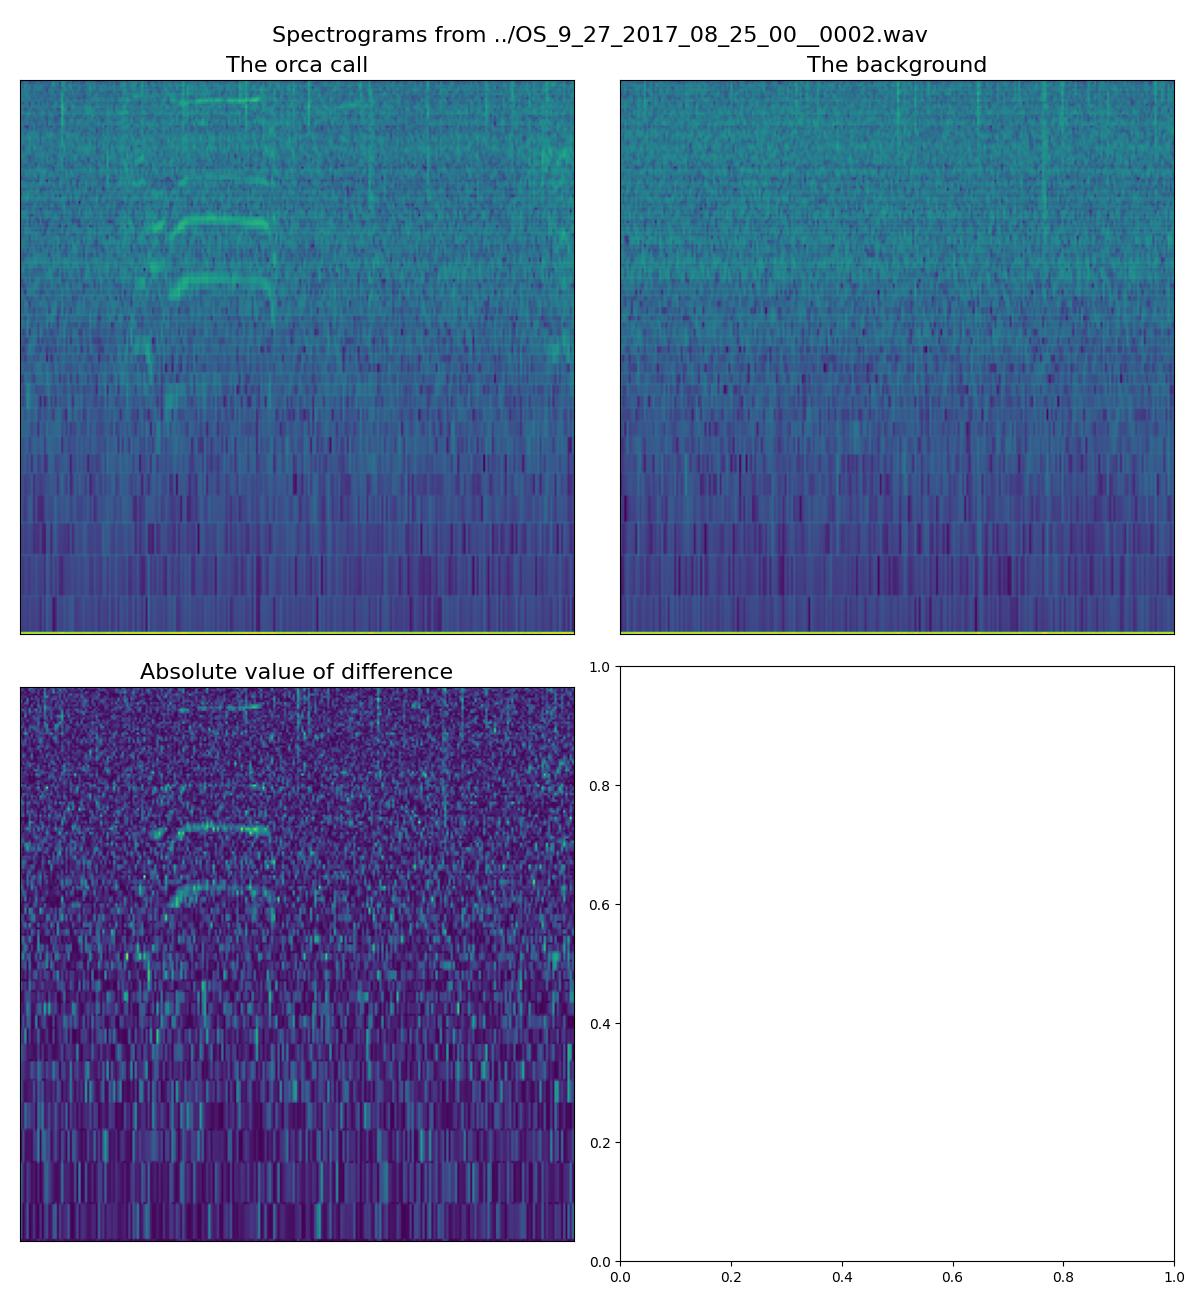 Spectrograms from ../OS_9_27_2017_08_25_00__0002.wav
The orca call
The background
Absolute value of difference
1.0
0.8
0.6
0.4
0.2
0.0
0.0 0.2 0.4 0.6 0.8 1.0